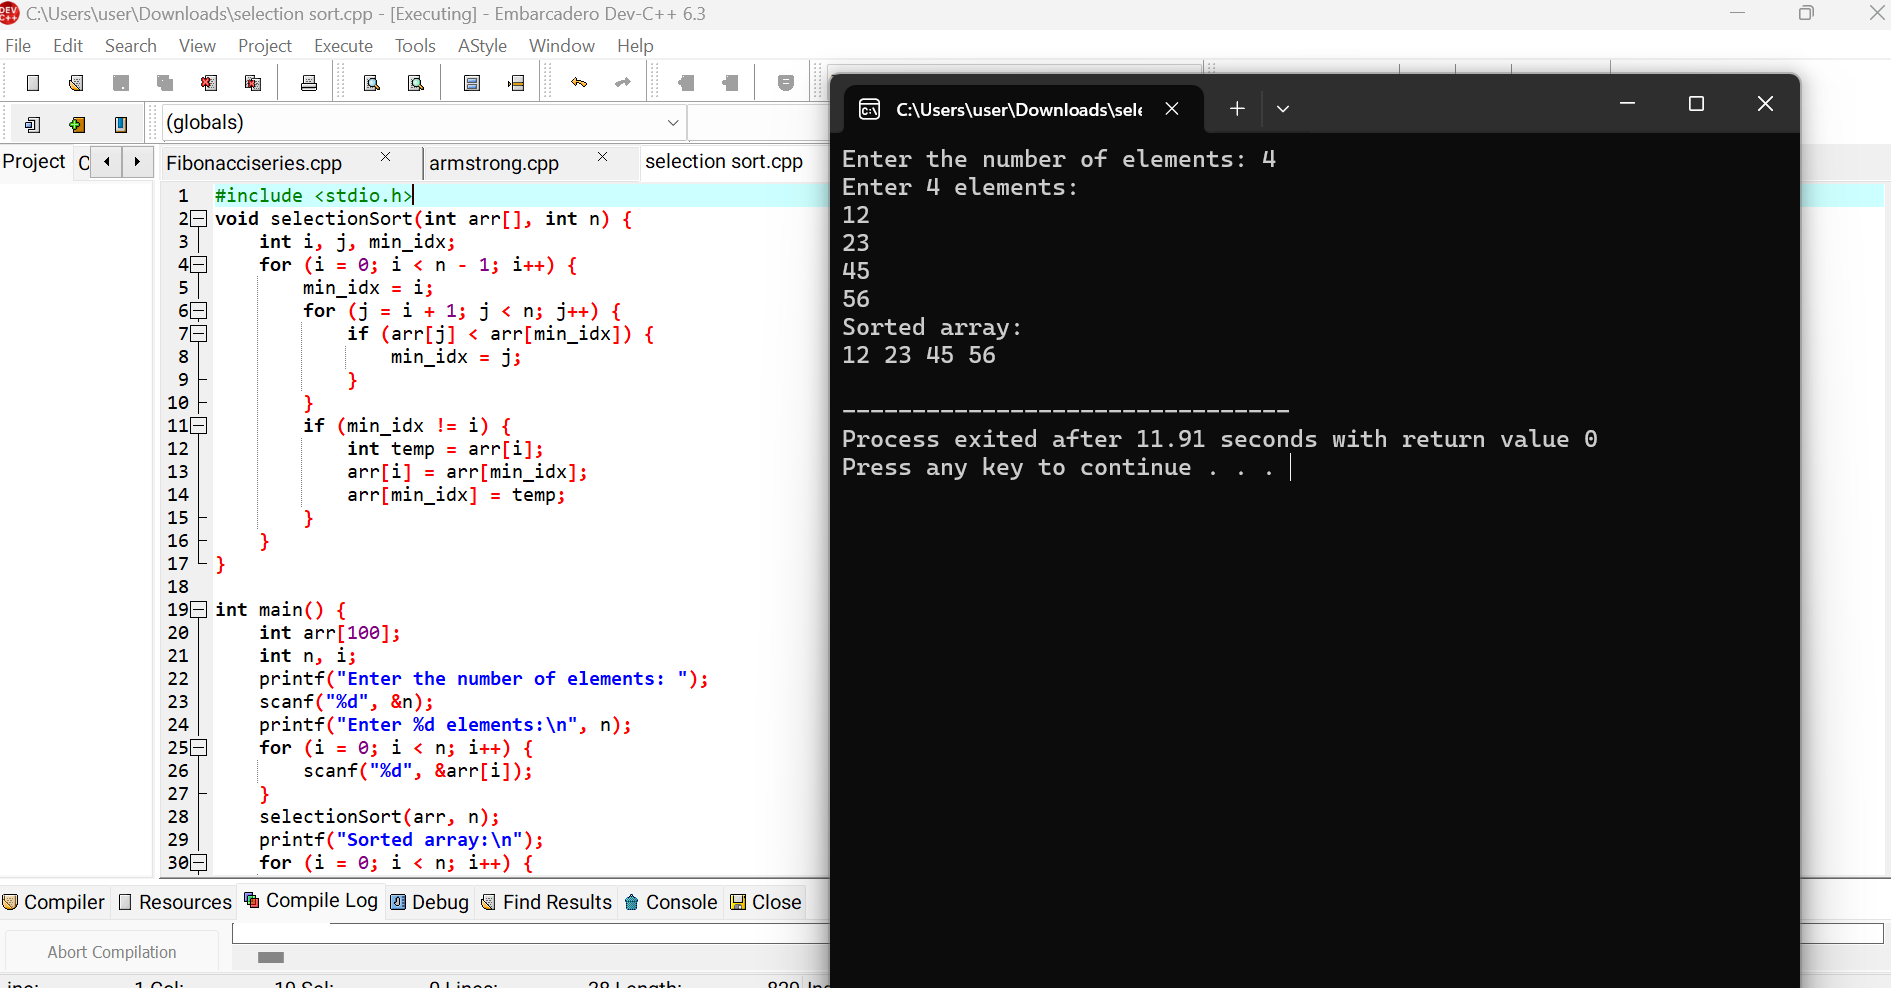 C:\Users\user\Downloads\selection sort.cpp - [Executing] - Embarcadero Dev-C++ 6.3
File Edit Search View Project Execute Tools AStyle Window Help
(globals)
Project C
Fibonacciseries.cpp armstrong.cpp selection sort.cpp
1 #include <stdio.h>
2 void selectionSort(int arr[], int n) {
3 int i, j, min_idx;
4 for (i = 0; i < n - 1; i++) {
5 min_idx = i;
6 for (j = i + 1; j < n; j++) {
7 if (arr[j] < arr[min_idx]) {
8 min_idx = j;
9 }
10 }
11 if (min_idx != i) {
12 int temp = arr[i];
13 arr[i] = arr[min_idx];
14 arr[min_idx] = temp;
15 }
16 }
17 }
18
19 int main() {
20 int arr[100];
21 int n, i;
22 printf("Enter the number of elements: ");
23 scanf("%d", &n);
24 printf("Enter %d elements:\n", n);
25 for (i = 0; i < n; i++) {
26 scanf("%d", &arr[i]);
27 }
28 selectionSort(arr, n);
29 printf("Sorted array:\n");
30 for (i = 0; i < n; i++) {
Compiler Resources Compile Log Debug Find Results Console Close
Abort Compilation
C:\Users\user\Downloads\sele
Enter the number of elements: 4
Enter 4 elements:
12
23
45
56
Sorted array:
12 23 45 56
--------------------------------
Process exited after 11.91 seconds with return value 0
Press any key to continue . . .